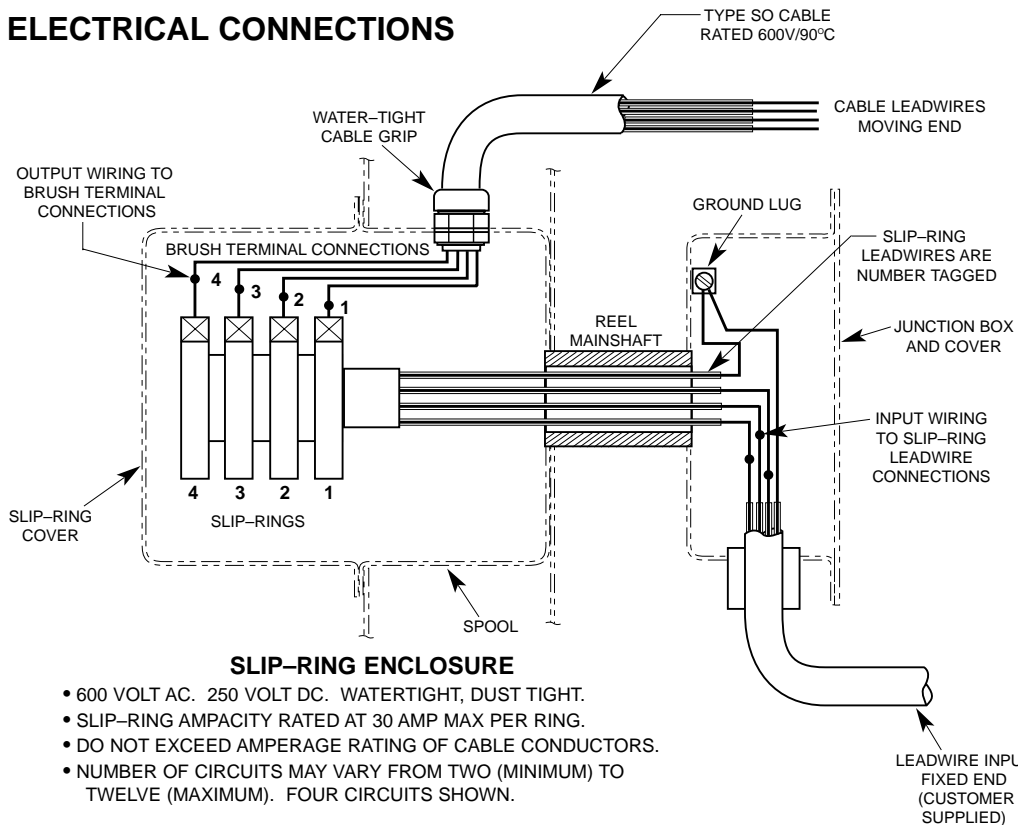 ELECTRICAL CONNECTIONS
TYPE SO CABLE
RATED 600V/90°C
WATER–TIGHT
CABLE GRIP
CABLE LEADWIRES
MOVING END
OUTPUT WIRING TO
BRUSH TERMINAL
CONNECTIONS
BRUSH TERMINAL CONNECTIONS
4
3
2
1
GROUND LUG
SLIP–RING
LEADWIRES ARE
NUMBER TAGGED
REEL
MAINSHAFT
JUNCTION BOX
AND COVER
INPUT WIRING
TO SLIP–RING
LEADWIRE
CONNECTIONS
4 3 2 1
SLIP–RINGS
SLIP–RING
COVER
SPOOL
SLIP–RING ENCLOSURE
• 600 VOLT AC. 250 VOLT DC. WATERTIGHT, DUST TIGHT.
• SLIP–RING AMPACITY RATED AT 30 AMP MAX PER RING.
• DO NOT EXCEED AMPERAGE RATING OF CABLE CONDUCTORS.
• NUMBER OF CIRCUITS MAY VARY FROM TWO (MINIMUM) TO
TWELVE (MAXIMUM). FOUR CIRCUITS SHOWN.
LEADWIRE INPU
FIXED END
(CUSTOMER
SUPPLIED)